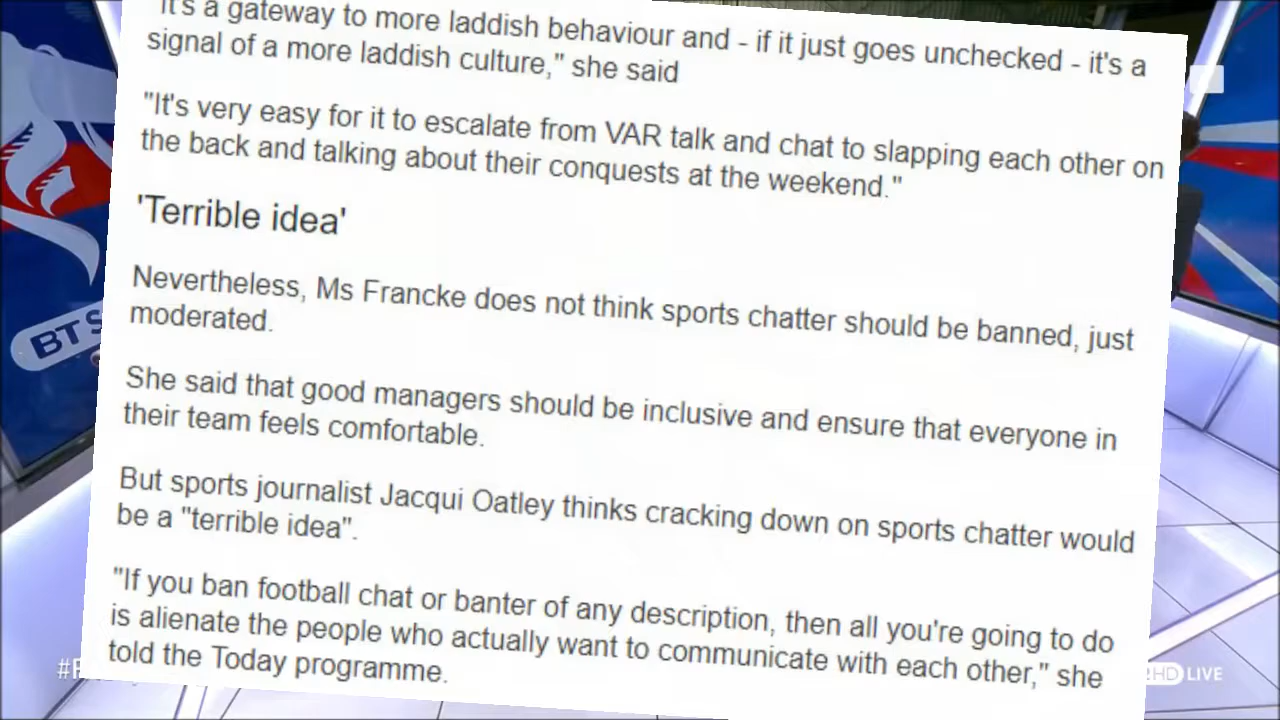 It's a gateway to more laddish behaviour and - if it just goes unchecked - it's a
signal of a more laddish culture," she said
"It's very easy for it to escalate from VAR talk and chat to slapping each other on
the back and talking about their conquests at the weekend."
'Terrible idea'
Nevertheless, Ms Francke does not think sports chatter should be banned, just
moderated.
She said that good managers should be inclusive and ensure that everyone in
their team feels comfortable.
But sports journalist Jacqui Oatley thinks cracking down on sports chatter would
be a "terrible idea".
"If you ban football chat or banter of any description, then all you're going to do
is alienate the people who actually want to communicate with each other," she
told the Today programme.
BT S
HD LIVE